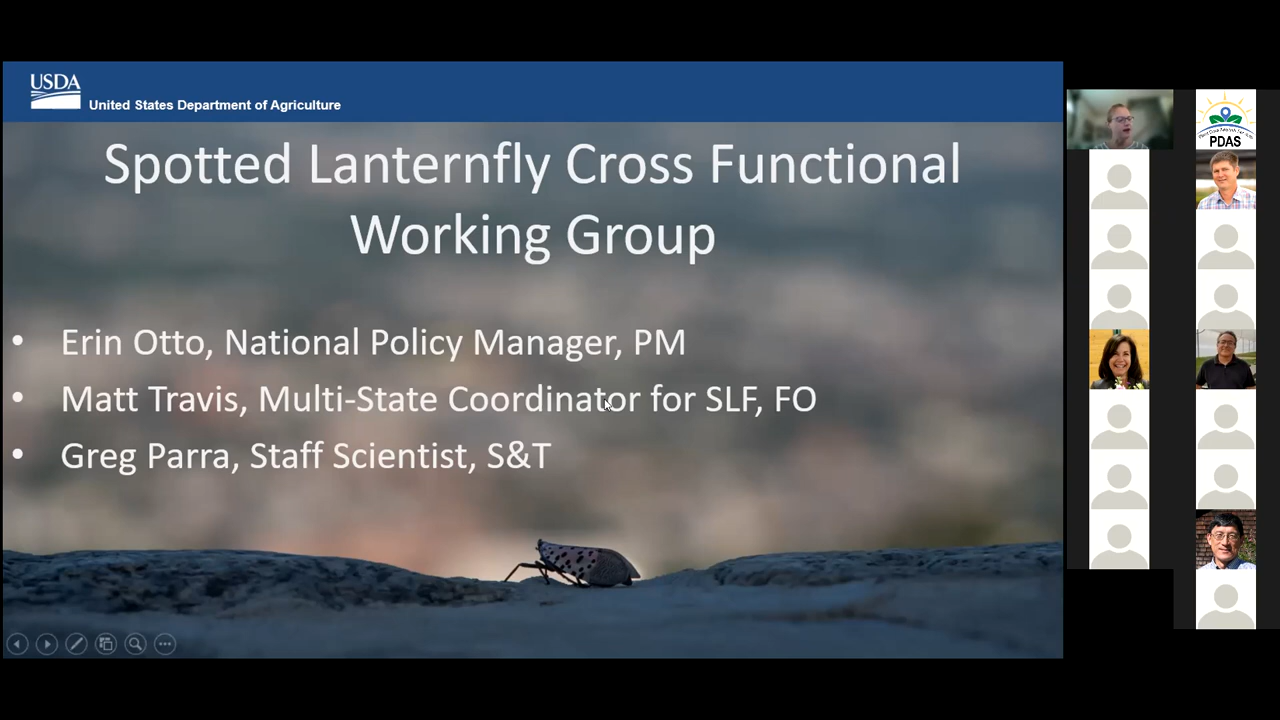 USDA
United States Department of Agriculture
Spotted Lanternfly Cross Functional
Working Group
• Erin Otto, National Policy Manager, PM
• Matt Travis, Multi-State Coordinator for SLF, FO
• Greg Parra, Staff Scientist, S&T
PDAS